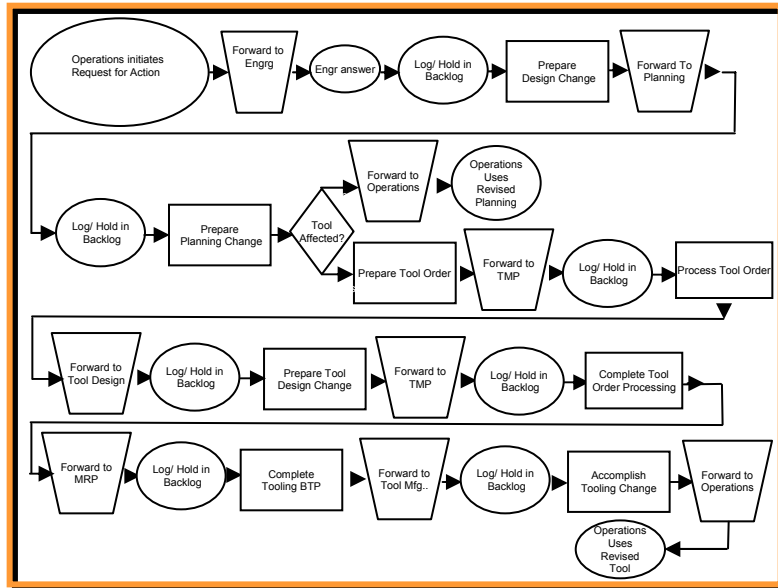 Operations initiates
Request for Action
Forward to
Engrg
Engr answer
Log/ Hold in
Backlog
Prepare
Design Change
Forward To
Planning
Log/ Hold in
Backlog
Prepare
Planning Change
Tool
Affected?
Forward to
Operations
Operations
Uses
Revised
Planning
Prepare Tool Order
Forward to
TMP
Log/ Hold in
Backlog
Process Tool Order
Forward to
Tool Design
Log/ Hold in
Backlog
Prepare Tool
Design Change
Forward to
TMP
Log/ Hold in
Backlog
Complete Tool
Order Processing
Forward to
MRP
Log/ Hold in
Backlog
Complete
Tooling BTP
Forward to
Tool Mfg..
Log/ Hold in
Backlog
Accomplish
Tooling Change
Forward to
Operations
Operations
Uses
Revised
Tool